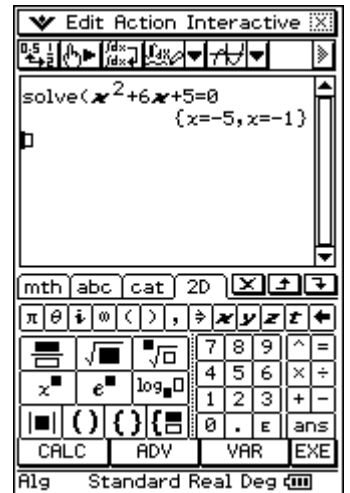 Edit Action Interactive
solve(x^2+6x+5=0
{x=-5,x=-1}
mth abc cat 2D
π θ i ∞ ( ) , ⇒ x y z t ←
7 8 9 ^ =
4 5 6 × ÷
1 2 3 + −
0 . E ans
x■ e■ log■□
|■| () {} {
CALC ADV VAR EXE
Alg Standard Real Deg